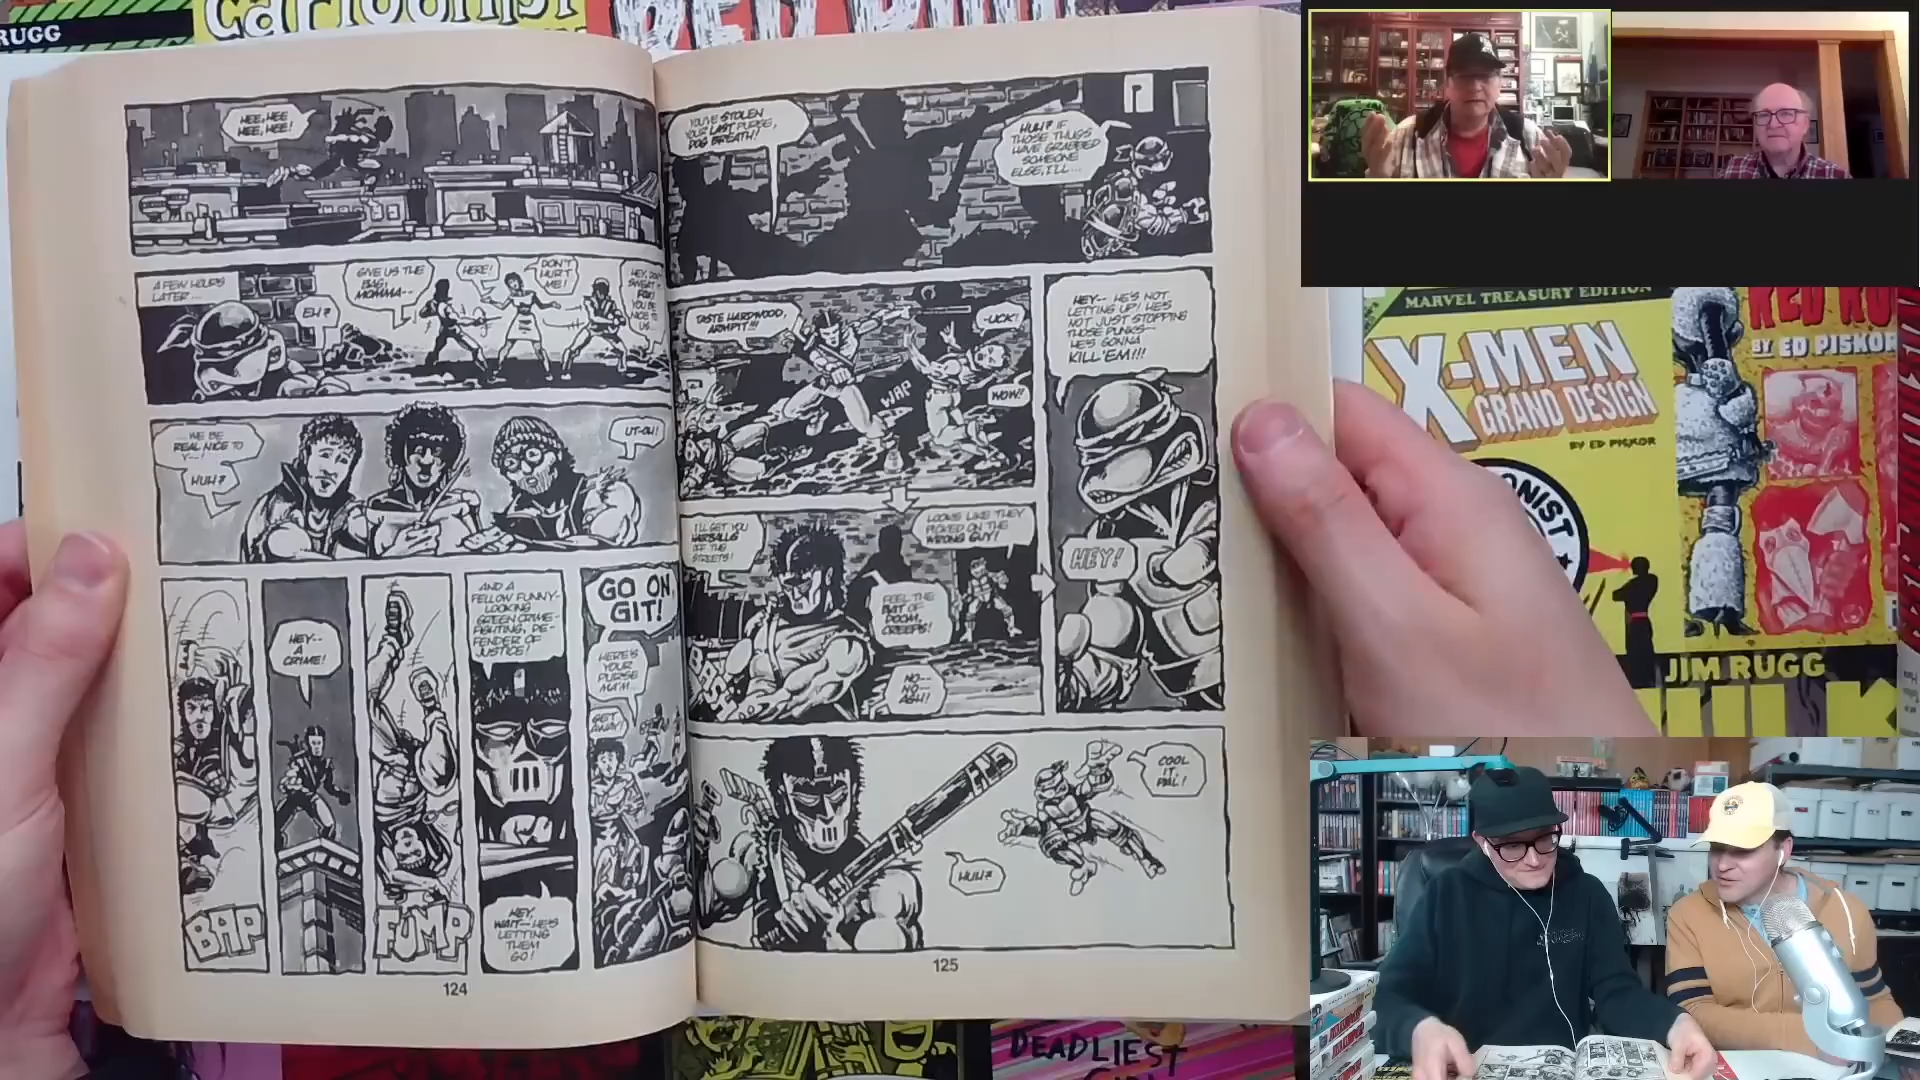 RUGG
CARTOONIST
RED ROOM
HEE, HEE
HEE, HEE!
A FEW HOURS
LATER...
EH?
GIVE US THE
BAG,
MOMMA--
HERE!
DON'T
HURT
ME!
...WE BE
REAL NICE TO
Y--!
HUH?
UT-OH!
BAP
HEY--
A
CRIME!
FUMP
AND A
FELLOW FUNNY-
LOOKING
GREEN CRIME-
FIGHTING, DE-
FENDER OF
JUSTICE!
HEY,
WAIT--HE'S
LETTING
THEM
GO!
GO ON,
GIT!
HERE'S
YOUR
PURSE
MA'M.
GET
AWAY!
124
YOU'VE STOLEN
YOUR LAST PURSE,
DOG BREATH!
HUH? IF
THOSE THUGS
HAVE GRABBED
SOMEONE
ELSE, I'LL...
TASTE HARDWOOD,
ARMPIT!!!
-UCK!
WAP
WOW!
HEY-- HE'S NOT
LETTING UP! HE'S
NOT JUST STOPPING
THOSE PUNKS--
HE'S GONNA
KILL 'EM!!!
HEY!
I'LL GET YOU
HAIRBALLS
OFF THE
STREETS!
LOOKS LIKE THEY
PICKED ON THE
WRONG GUY!
FEEL THE
BAT OF
DOOM,
CREEPS!
NO--
NO--
AGH!
COOL
IT,
PAL!
HUH?
125
MARVEL TREASURY EDITION
X-MEN
GRAND DESIGN
BY ED PISKOR
RED RO
BY ED PISKOR
ONIST
JIM RUGG
HULK
DEADLIEST